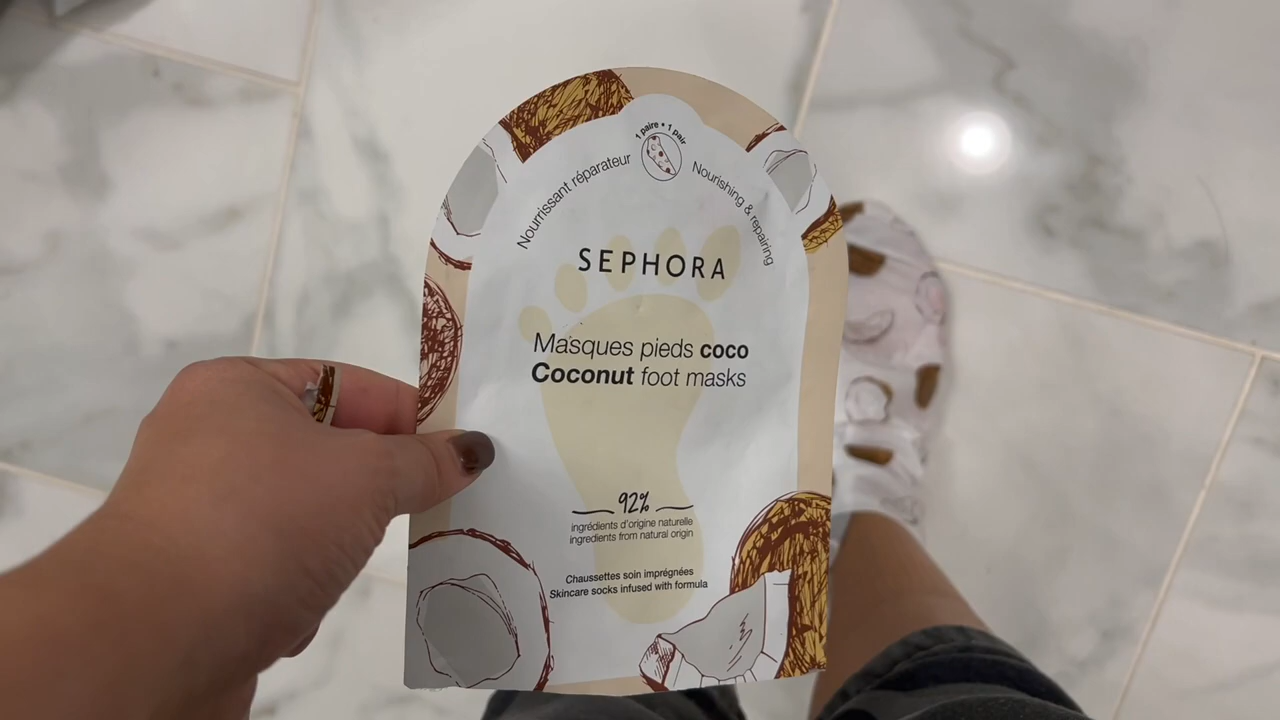 1 paire • 1 pair
Nourrissant réparateur
Nourishing & repairing
SEPHORA
Masques pieds coco
Coconut foot masks
92%
ingrédients d'origine naturelle
ingredients from natural origin
Chaussettes soin imprégnées
Skincare socks infused with formula